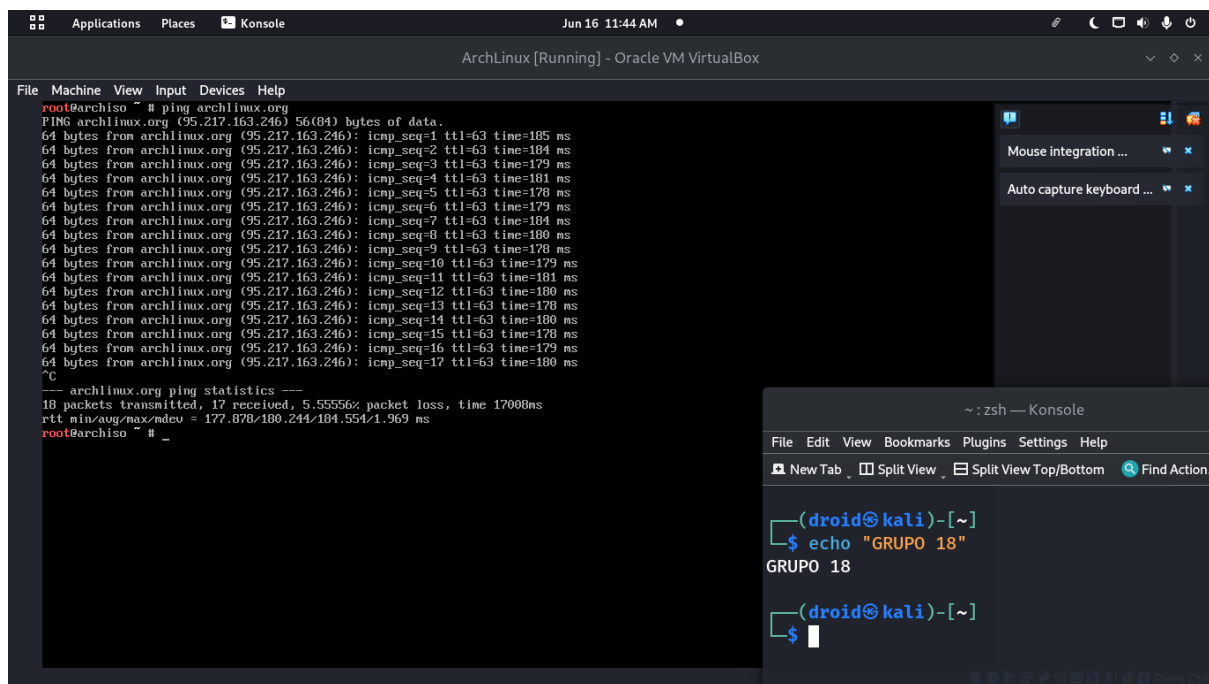 Applications Places Konsole Jun 16 11:44 AM
ArchLinux [Running] - Oracle VM VirtualBox
File Machine View Input Devices Help
root@archiso ~ # ping archlinux.org
PING archlinux.org (95.217.163.246) 56(84) bytes of data.
64 bytes from archlinux.org (95.217.163.246): icmp_seq=1 ttl=63 time=185 ms
64 bytes from archlinux.org (95.217.163.246): icmp_seq=2 ttl=63 time=184 ms
64 bytes from archlinux.org (95.217.163.246): icmp_seq=3 ttl=63 time=179 ms
64 bytes from archlinux.org (95.217.163.246): icmp_seq=4 ttl=63 time=181 ms
64 bytes from archlinux.org (95.217.163.246): icmp_seq=5 ttl=63 time=178 ms
64 bytes from archlinux.org (95.217.163.246): icmp_seq=6 ttl=63 time=179 ms
64 bytes from archlinux.org (95.217.163.246): icmp_seq=7 ttl=63 time=184 ms
64 bytes from archlinux.org (95.217.163.246): icmp_seq=8 ttl=63 time=180 ms
64 bytes from archlinux.org (95.217.163.246): icmp_seq=9 ttl=63 time=178 ms
64 bytes from archlinux.org (95.217.163.246): icmp_seq=10 ttl=63 time=179 ms
64 bytes from archlinux.org (95.217.163.246): icmp_seq=11 ttl=63 time=181 ms
64 bytes from archlinux.org (95.217.163.246): icmp_seq=12 ttl=63 time=180 ms
64 bytes from archlinux.org (95.217.163.246): icmp_seq=13 ttl=63 time=178 ms
64 bytes from archlinux.org (95.217.163.246): icmp_seq=14 ttl=63 time=180 ms
64 bytes from archlinux.org (95.217.163.246): icmp_seq=15 ttl=63 time=178 ms
64 bytes from archlinux.org (95.217.163.246): icmp_seq=16 ttl=63 time=179 ms
64 bytes from archlinux.org (95.217.163.246): icmp_seq=17 ttl=63 time=180 ms
^C
--- archlinux.org ping statistics ---
18 packets transmitted, 17 received, 5.55556% packet loss, time 17008ms
rtt min/avg/max/mdev = 177.878/180.244/184.554/1.969 ms
root@archiso ~ # _
Mouse integration ...
Auto capture keyboard ...
~ : zsh — Konsole
File Edit View Bookmarks Plugins Settings Help
New Tab Split View Split View Top/Bottom Find Action
┌──(droid㉿kali)-[~]
└─$ echo "GRUPO 18"
GRUPO 18
┌──(droid㉿kali)-[~]
└─$